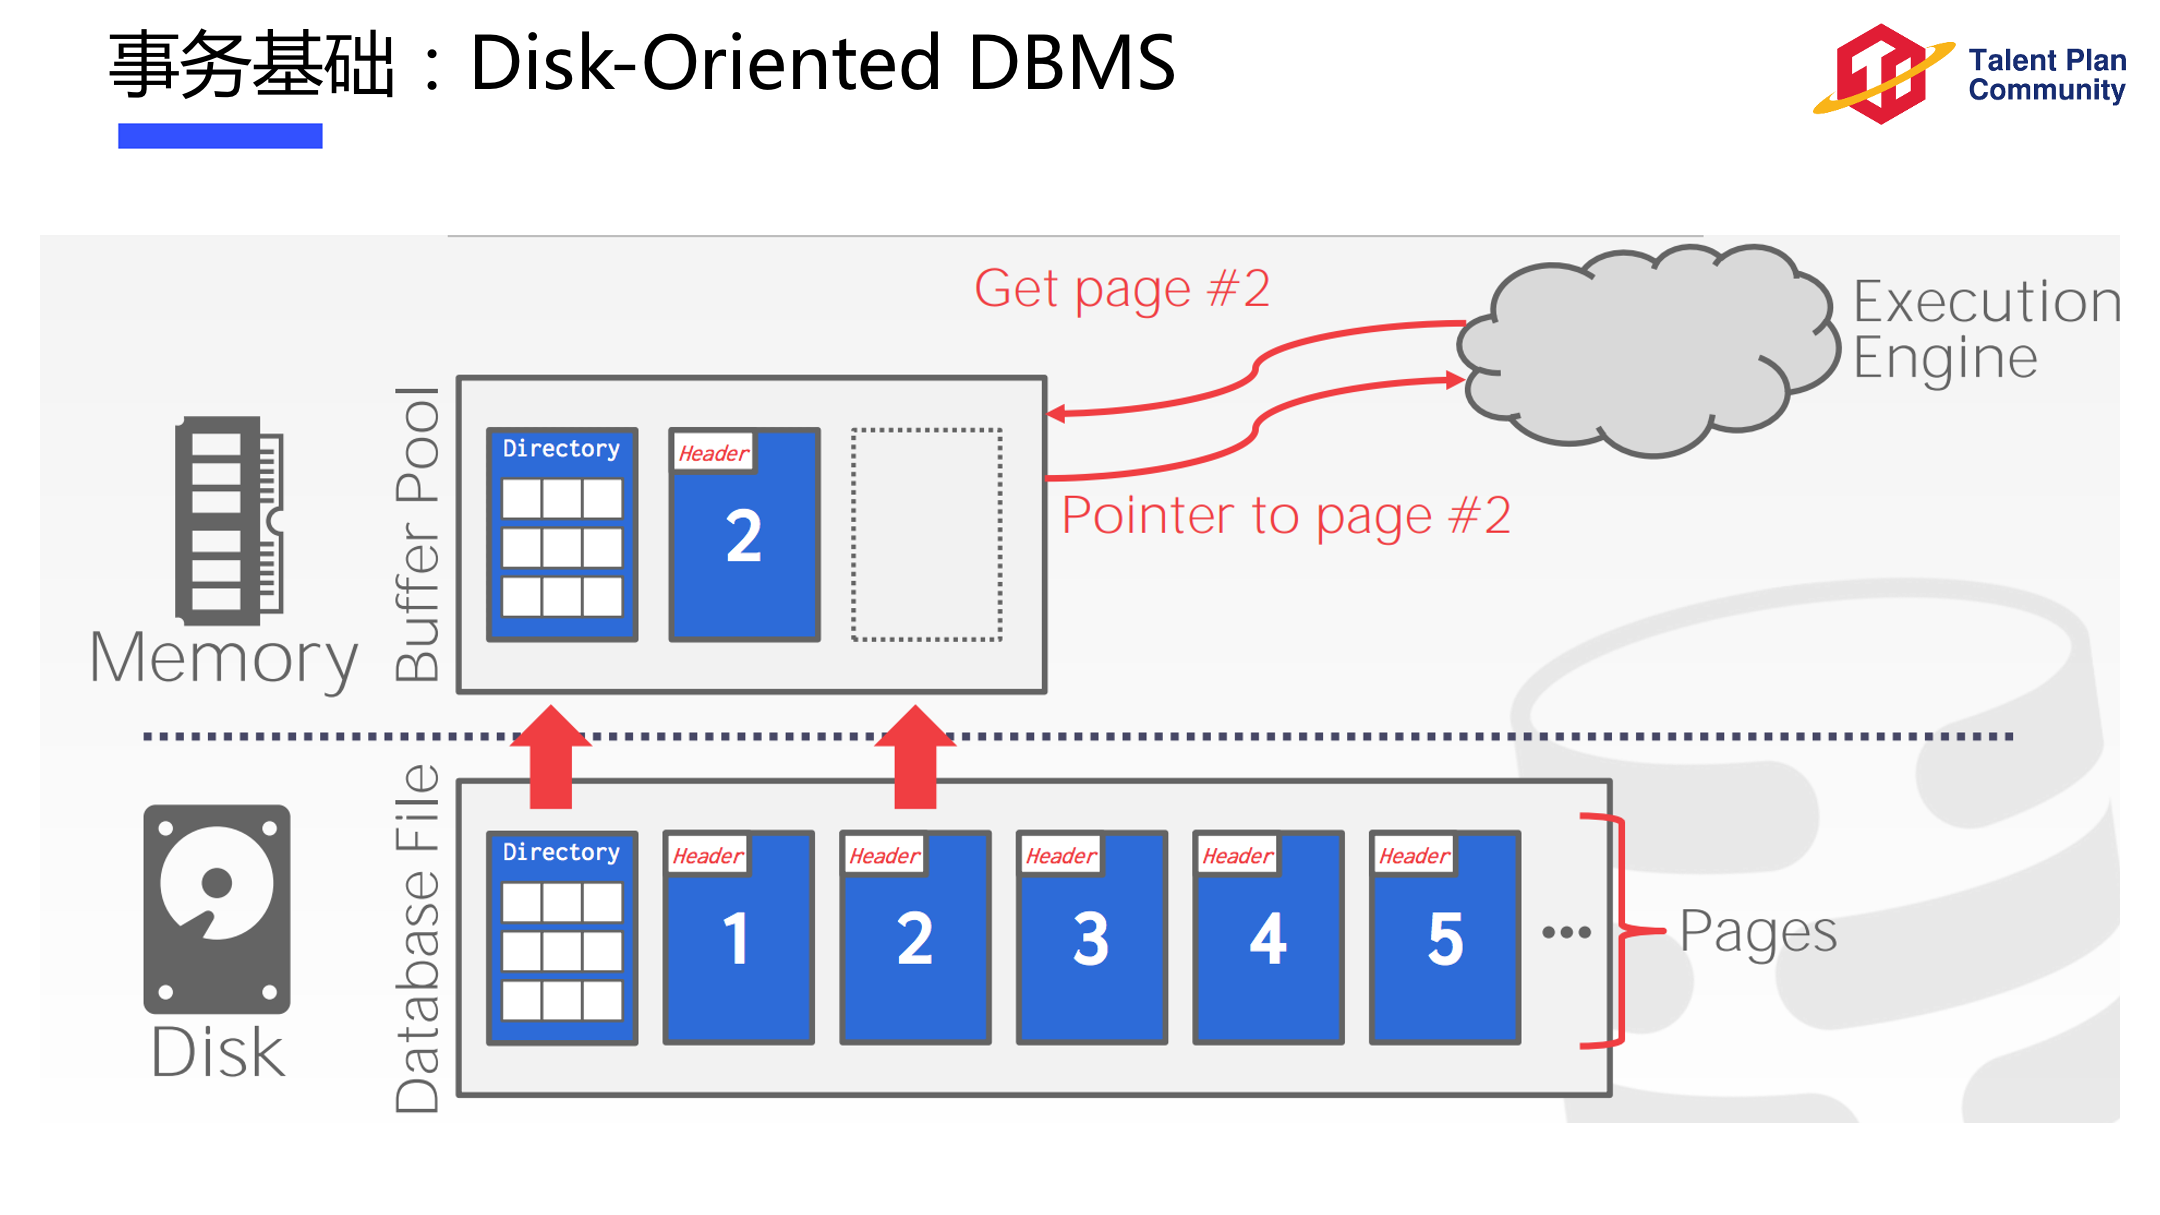 事务基础：Disk-Oriented DBMS
Talent Plan
Community
Get page #2
Execution
Engine
Buffer Pool
Directory
Header
2
Pointer to page #2
Memory
Database File
Directory
Header
1
Header
2
Header
3
Header
4
Header
5
...
Pages
Disk